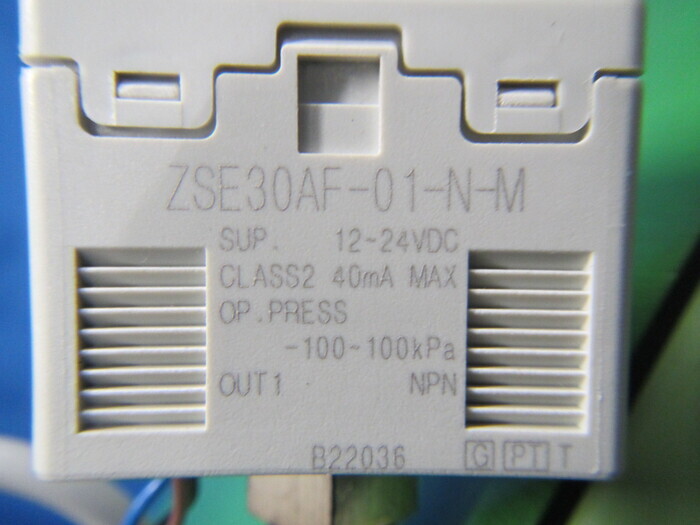 ZSE30AF-01-N-M
SUP. 12~24VDC
CLASS2 40mA MAX
OP.PRESS
-100~100kPa
OUT1 NPN
B22036 G PT T